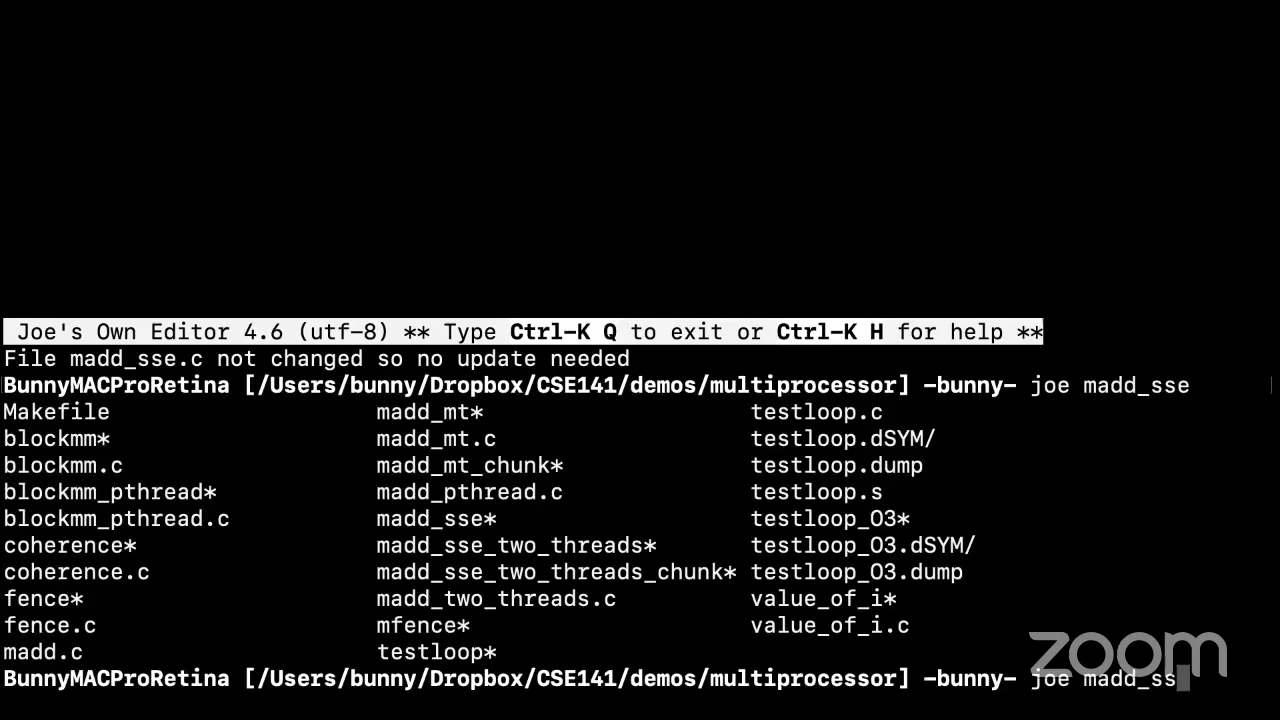 Joe's Own Editor 4.6 (utf-8) ** Type Ctrl-K Q to exit or Ctrl-K H for help **
File madd_sse.c not changed so no update needed
BunnyMACProRetina [/Users/bunny/Dropbox/CSE141/demos/multiprocessor] -bunny- joe madd_sse
Makefile madd_mt* testloop.c
blockmm* madd_mt.c testloop.dSYM/
blockmm.c madd_mt_chunk* testloop.dump
blockmm_pthread* madd_pthread.c testloop.s
blockmm_pthread.c madd_sse* testloop_O3*
coherence* madd_sse_two_threads* testloop_O3.dSYM/
coherence.c madd_sse_two_threads_chunk* testloop_O3.dump
fence* madd_two_threads.c value_of_i*
fence.c mfence* value_of_i.c
madd.c testloop*
BunnyMACProRetina [/Users/bunny/Dropbox/CSE141/demos/multiprocessor] -bunny- joe madd_ss
zoom